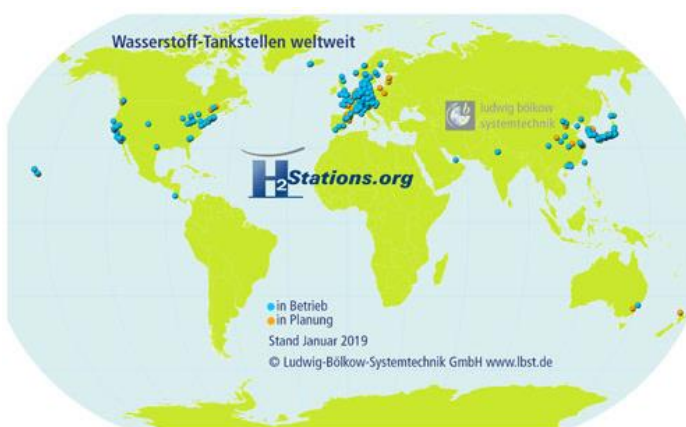 Wasserstoff-Tankstellen weltweit
ludwig bölkow
systemtechnik
H2Stations.org
in Betrieb
in Planung
Stand Januar 2019
© Ludwig-Bölkow-Systemtechnik GmbH www.lbst.de